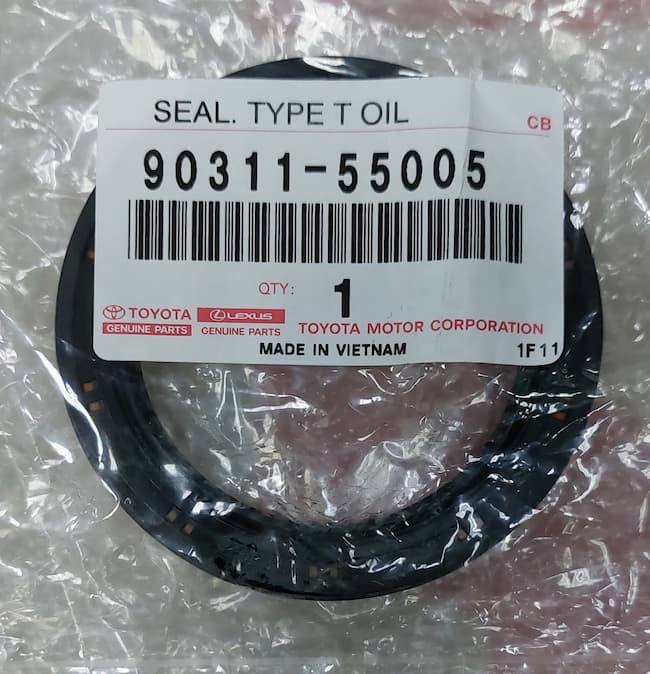 SEAL. TYPE T OIL
CB
90311-55005
QTY: 1
TOYOTA
GENUINE PARTS
LEXUS
GENUINE PARTS
TOYOTA MOTOR CORPORATION
MADE IN VIETNAM
1F11